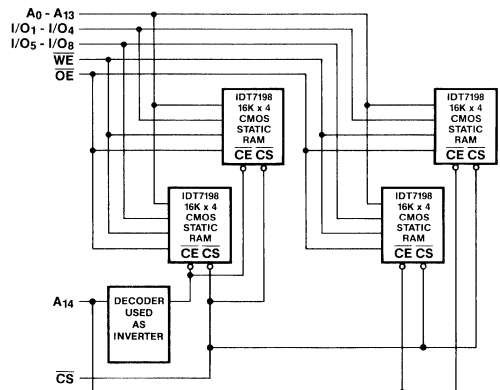 A0 - A13
I/O1 - I/O4
I/O5 - I/O8
WE
OE
IDT7198
16K x 4
CMOS
STATIC
RAM
CE CS
IDT7198
16K x 4
CMOS
STATIC
RAM
CE CS
IDT7198
16K x 4
CMOS
STATIC
RAM
CE CS
IDT7198
16K x 4
CMOS
STATIC
RAM
CE CS
A14
DECODER
USED
AS
INVERTER
CS